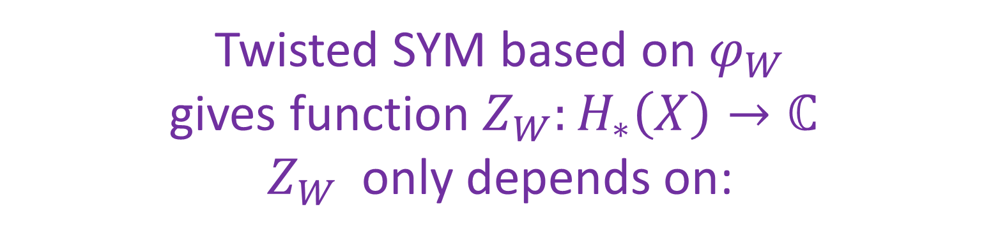 Twisted SYM based on 𝜑_W
gives function Z_W: H_*(X) → ℂ
Z_W only depends on: